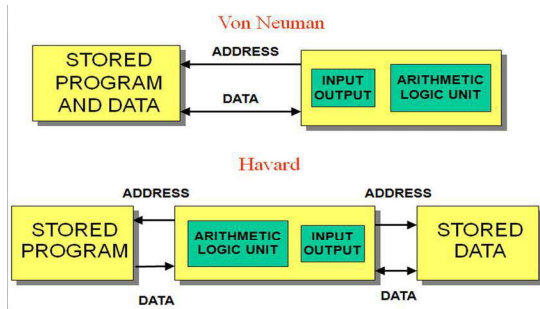 Von Neuman
STORED
PROGRAM
AND DATA
ADDRESS
DATA
INPUT
OUTPUT
ARITHMETIC
LOGIC UNIT
Havard
ADDRESS
ADDRESS
STORED
PROGRAM
ARITHMETIC
LOGIC UNIT
INPUT
OUTPUT
STORED
DATA
DATA
DATA